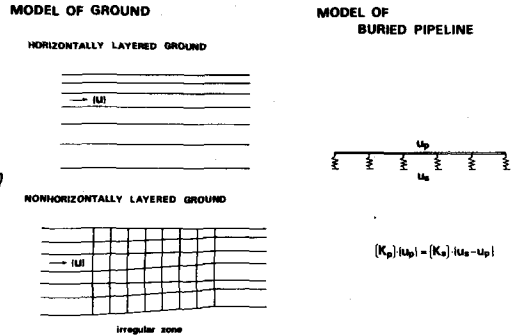 MODEL OF GROUND
HORIZONTALLY LAYERED GROUND
{U}
NONHORIZONTALLY LAYERED GROUND
{U}
irregular zone
MODEL OF
BURIED PIPELINE
up
us
[Kp]·{up} = [Ks]·{us-up}